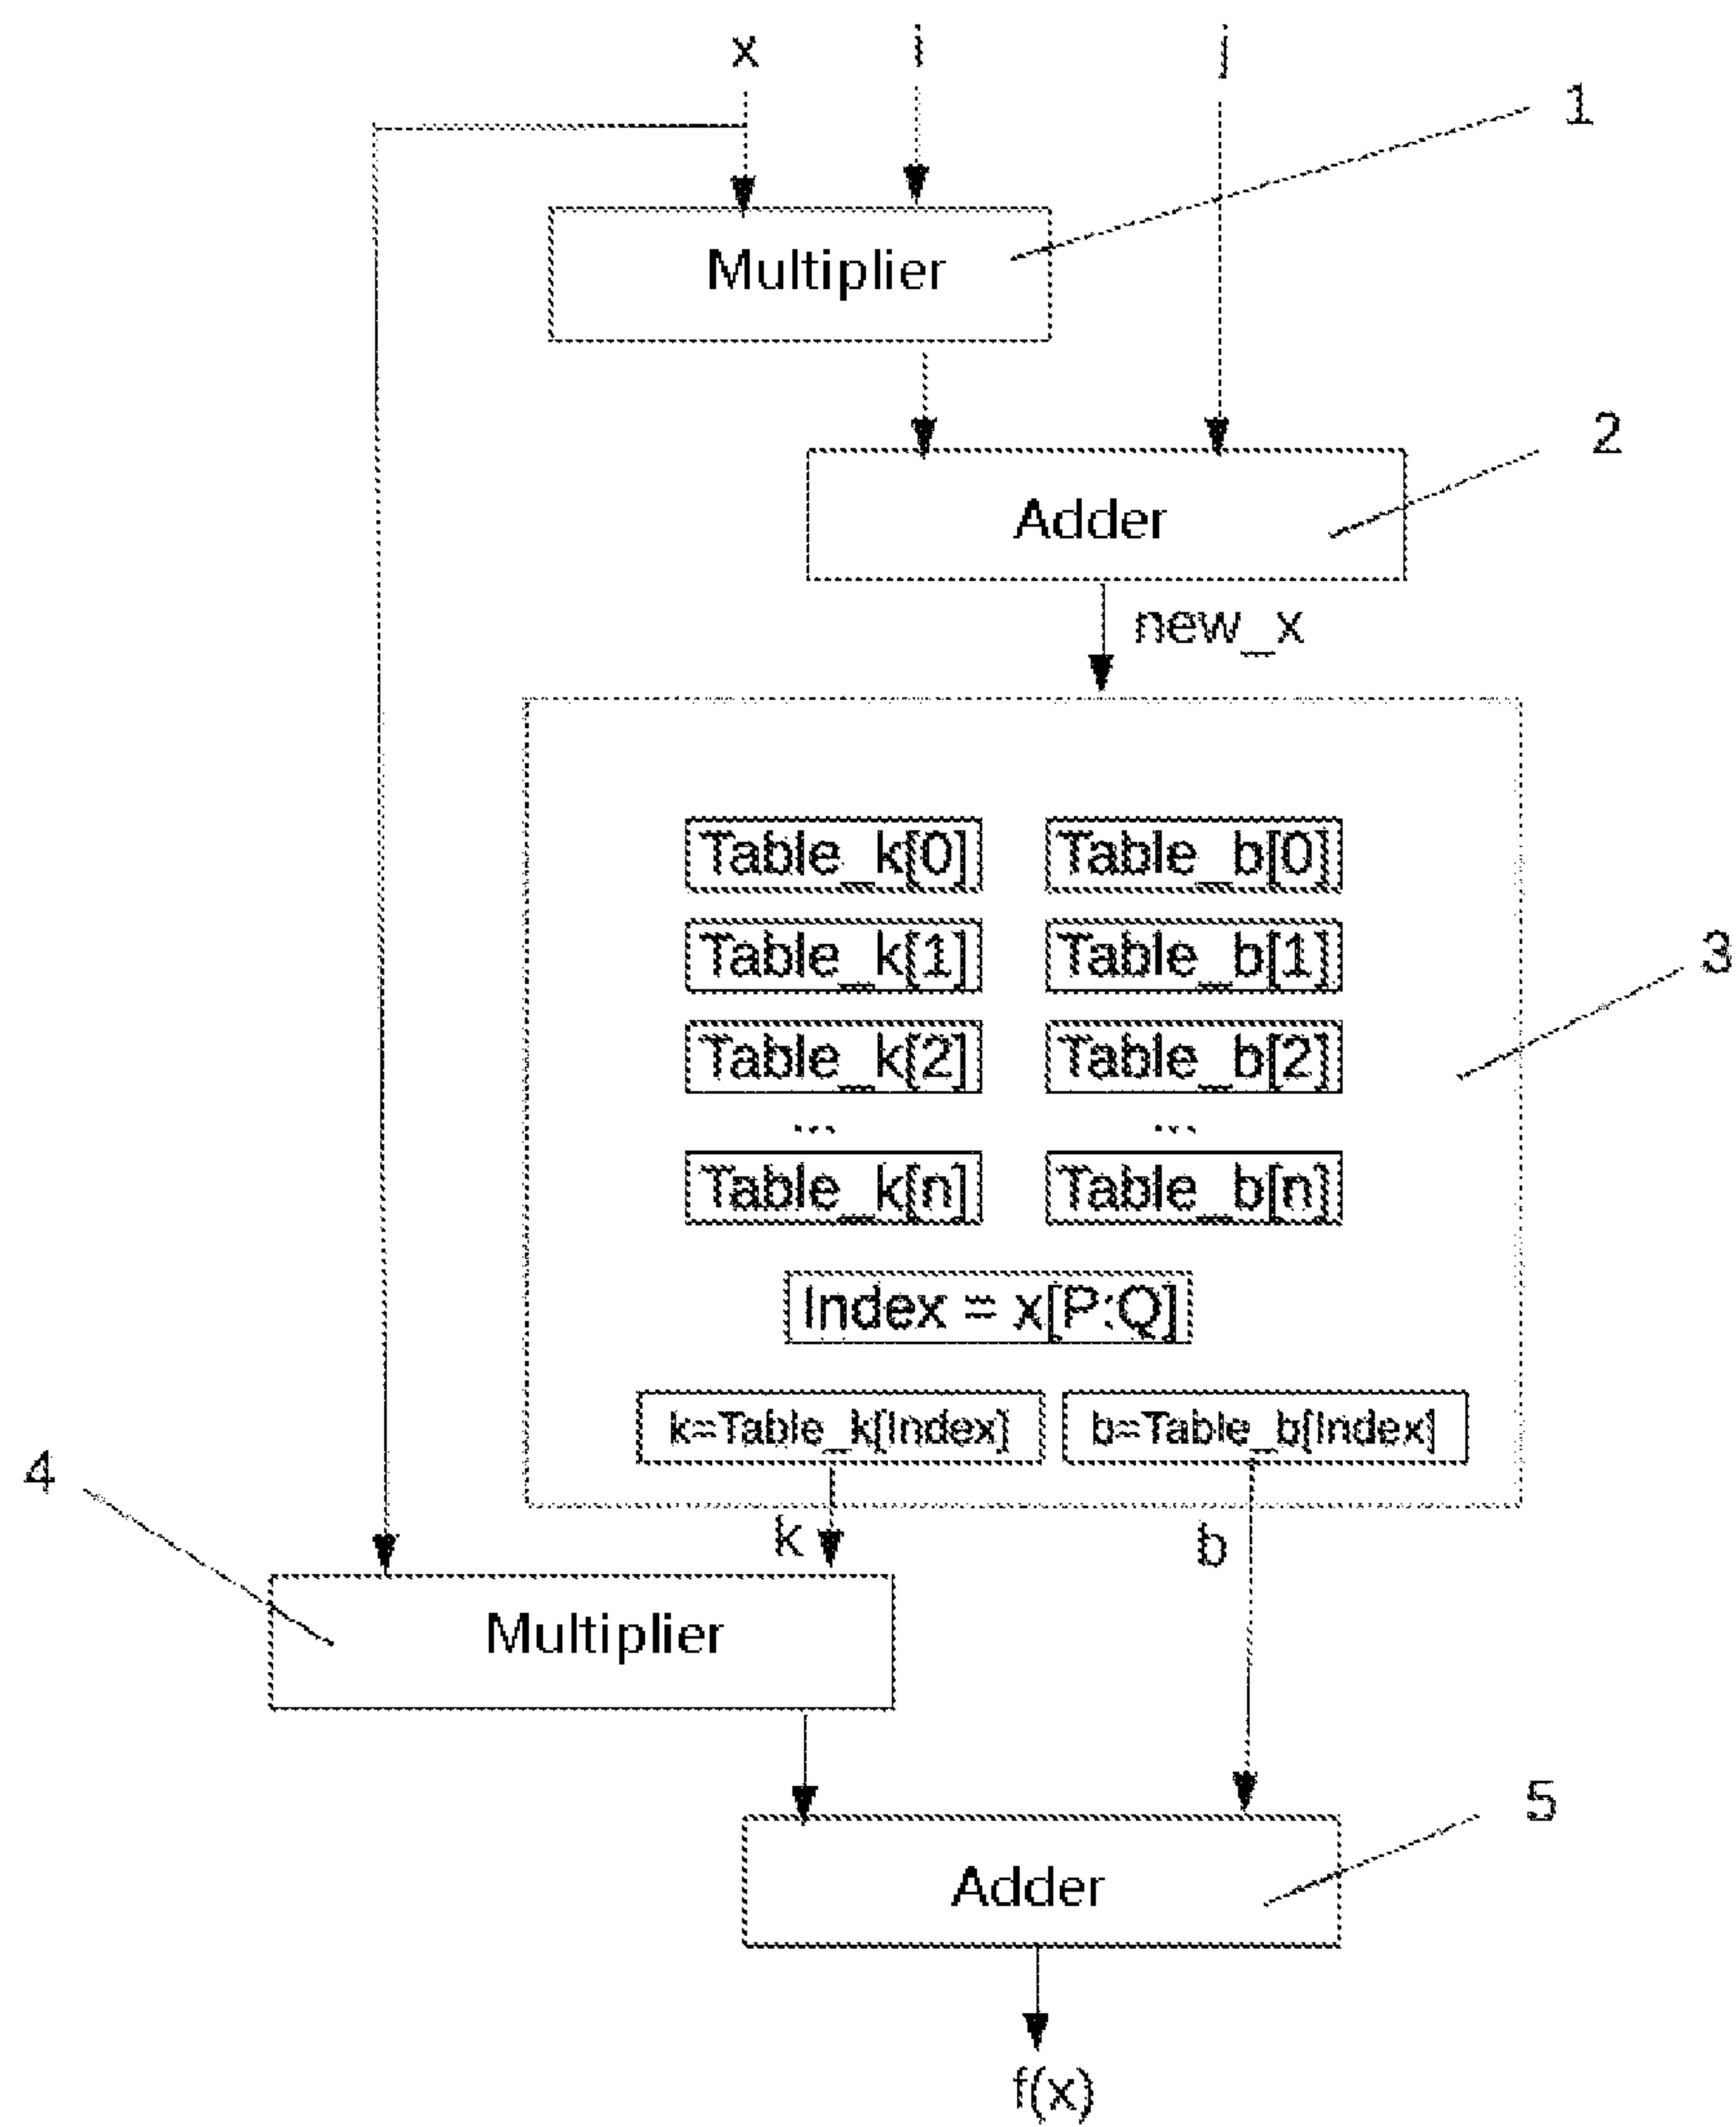 x i j
1
Multiplier
2
Adder
new_x
Table_k[0] Table_b[0]
Table_k[1] Table_b[1]
3
Table_k[2] Table_b[2]
... ...
Table_k[n] Table_b[n]
Index = x[P:Q]
k=Table_k[Index] b=Table_b[Index]
4
k b
Multiplier
5
Adder
f(x)